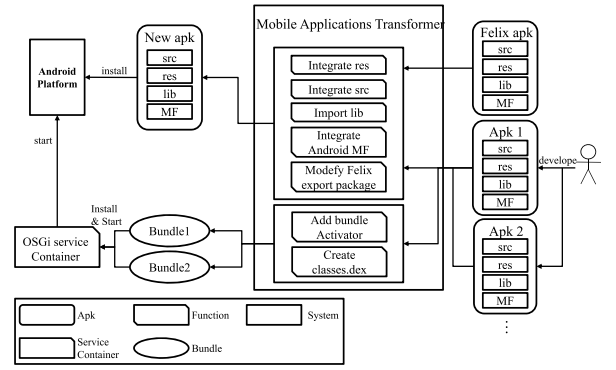 Mobile Applications Transformer
New apk
src
res
lib
MF
Android
Platform
install
start
Integrate res
Integrate src
Import lib
Integrate
Android MF
Modefy Felix
export package
Felix apk
src
res
lib
MF
Apk 1
src
res
lib
MF
develope
Apk 2
src
res
lib
MF
⋮
Add bundle
Activator
Create
classes.dex
Bundle1
Bundle2
Install
& Start
OSGi service
Container
Apk
Function
System
Service
Container
Bundle